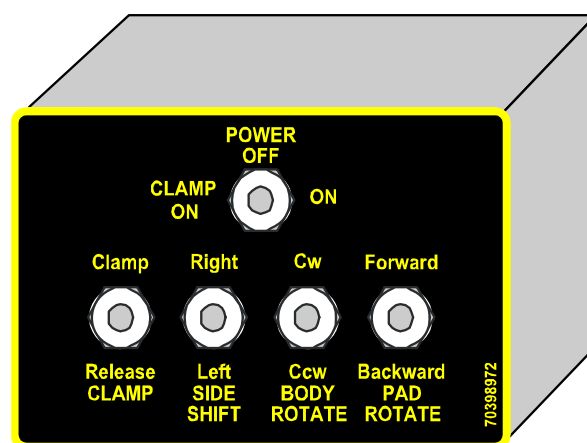 POWER
OFF
CLAMP
ON
ON
Clamp
Right
Cw
Forward
Release
CLAMP
Left
SIDE
SHIFT
Ccw
BODY
ROTATE
Backward
PAD
ROTATE
70398972